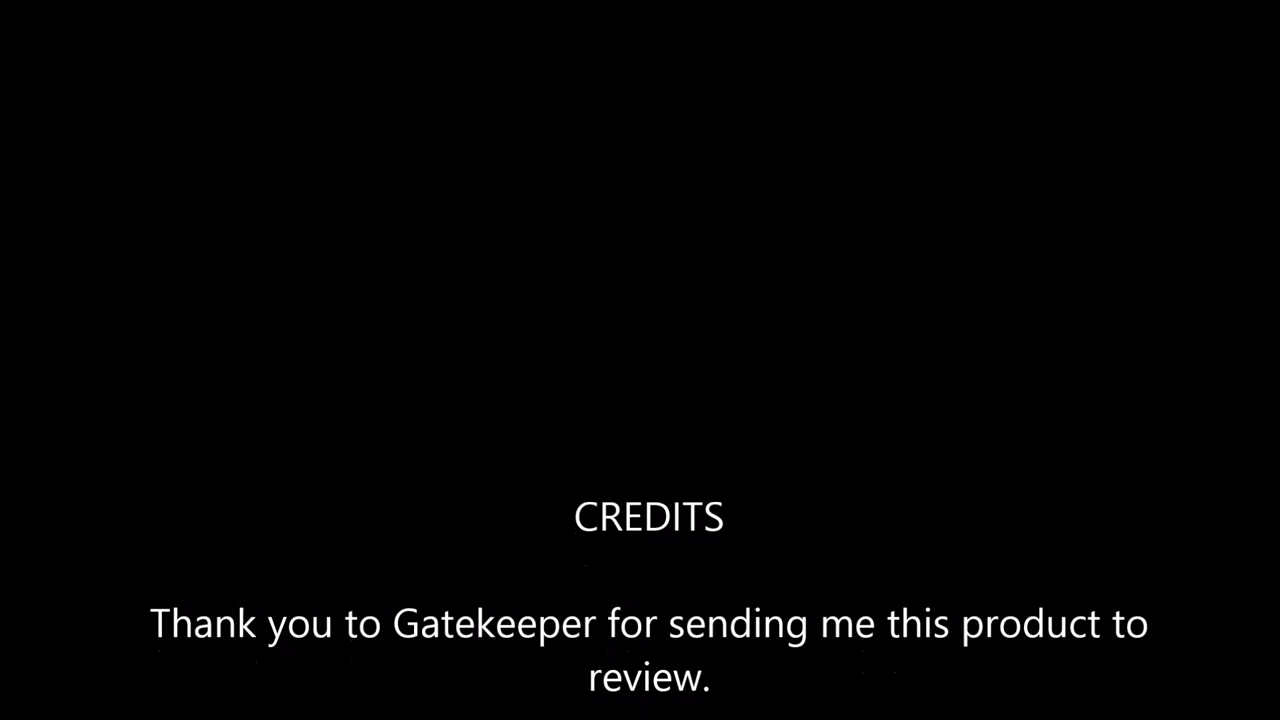 CREDITS
Thank you to Gatekeeper for sending me this product to
review.